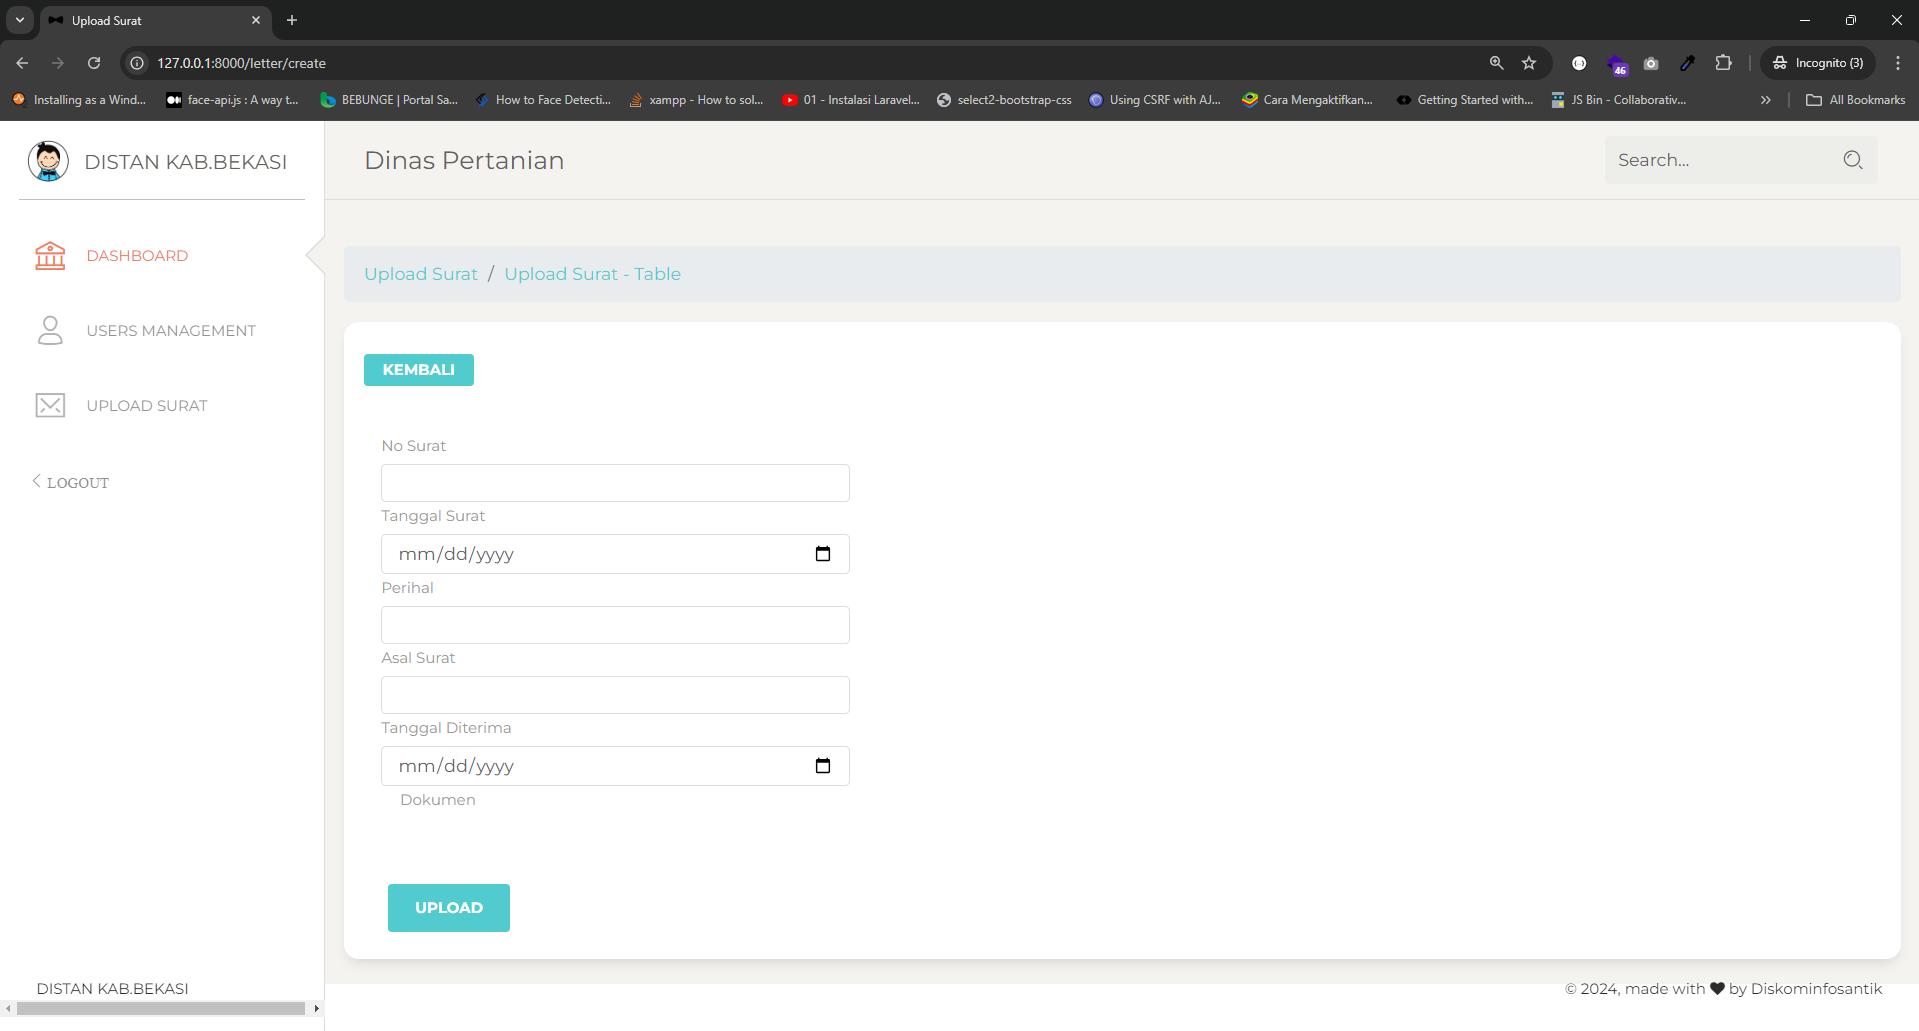 Upload Surat
127.0.0.1:8000/letter/create
46
Incognito (3)
Installing as a Wind...
face-api.js : A way t...
BEBUNGE | Portal Sa...
How to Face Detecti...
xampp - How to sol...
01 - Instalasi Laravel...
select2-bootstrap-css
Using CSRF with AJ...
Cara Mengaktifkan...
Getting Started with...
JS Bin - Collaborativ...
All Bookmarks
DISTAN KAB.BEKASI
Dinas Pertanian
Search...
DASHBOARD
USERS MANAGEMENT
UPLOAD SURAT
LOGOUT
Upload Surat / Upload Surat - Table
KEMBALI
No Surat
Tanggal Surat
mm/dd/yyyy
Perihal
Asal Surat
Tanggal Diterima
mm/dd/yyyy
Dokumen
UPLOAD
DISTAN KAB.BEKASI
© 2024, made with ♥ by Diskominfosantik